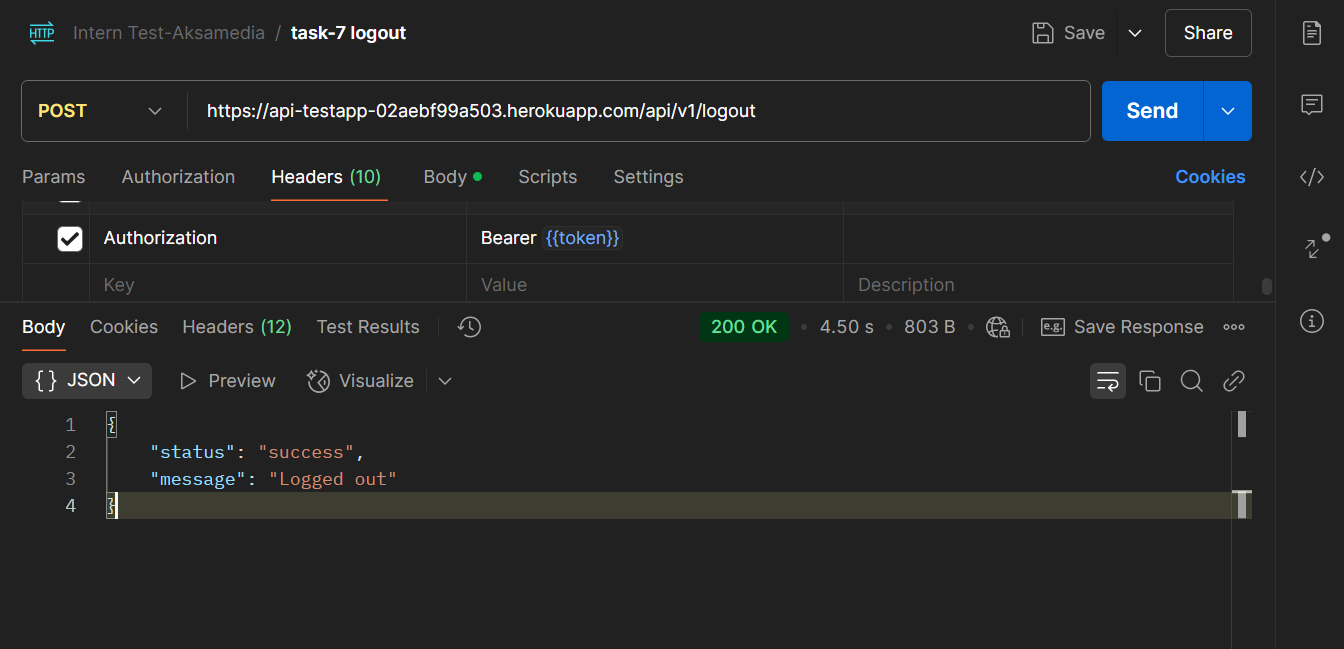 HTTP Intern Test-Aksamedia / task-7 logout Save Share
POST https://api-testapp-02aebf99a503.herokuapp.com/api/v1/logout Send
Params Authorization Headers (10) Body Scripts Settings Cookies
Authorization Bearer {{token}}
Key Value Description
Body Cookies Headers (12) Test Results 200 OK • 4.50 s • 803 B • e.g. Save Response
{} JSON Preview Visualize
1 {
2 "status": "success",
3 "message": "Logged out"
4 }